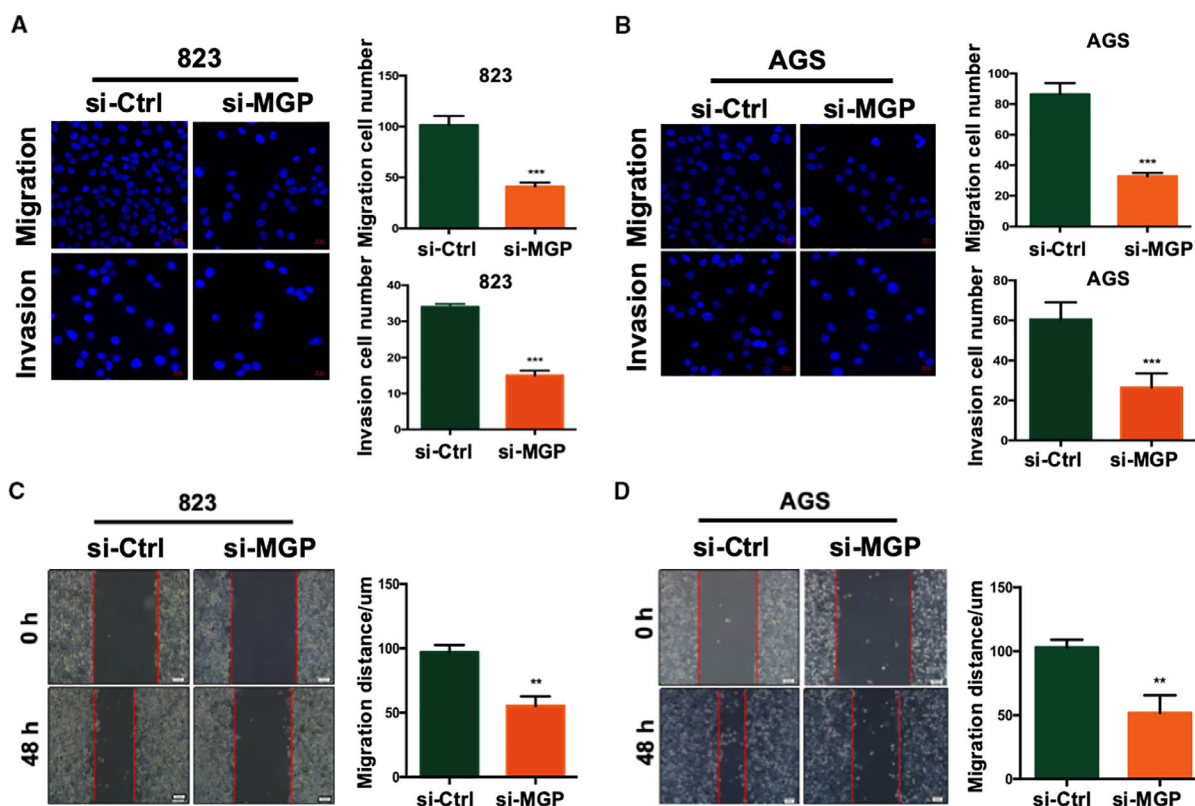 A
823
si-Ctrl si-MGP
Migration
Invasion
Migration cell number
823
150
100
50
0
***
si-Ctrl si-MGP
Invasion cell number
823
40
30
20
10
0
***
si-Ctrl si-MGP
B
AGS
si-Ctrl si-MGP
Migration
Invasion
Migration cell number
AGS
100
80
60
40
20
0
***
si-Ctrl si-MGP
Invasion cell number
AGS
80
60
40
20
0
***
si-Ctrl si-MGP
C
823
si-Ctrl si-MGP
0 h
48 h
Migration distance/um
150
100
50
0
**
si-Ctrl si-MGP
D
AGS
si-Ctrl si-MGP
0 h
48 h
Migration distance/um
150
100
50
0
**
si-Ctrl si-MGP